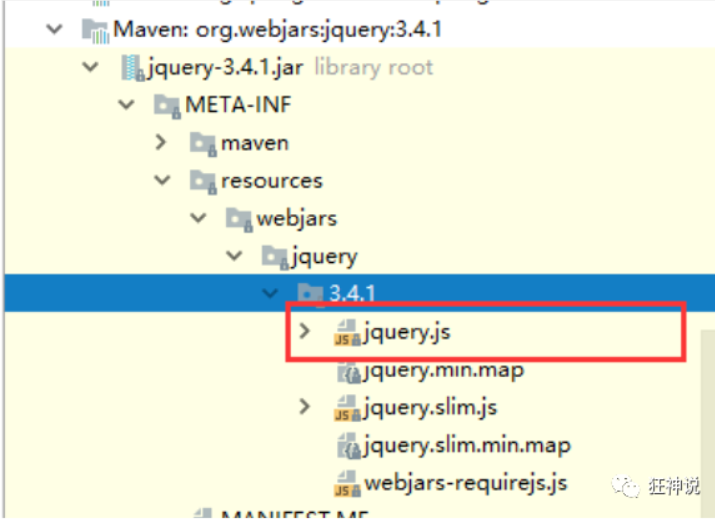 Maven: org.webjars:jquery:3.4.1
jquery-3.4.1.jar library root
META-INF
maven
resources
webjars
jquery
3.4.1
jquery.js
jquery.min.map
jquery.slim.js
jquery.slim.min.map
webjars-requirejs.js
狂神说
MANIFEST.MF